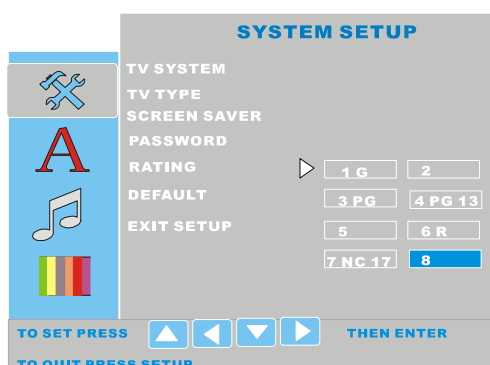 SYSTEM SETUP
TV SYSTEM
TV TYPE
SCREEN SAVER
PASSWORD
RATING
1 G 2
DEFAULT
3 PG 4 PG 13
EXIT SETUP
5 6 R
7 NC 17 8
A
TO SET PRESS THEN ENTER
TO QUIT PRESS SETUP